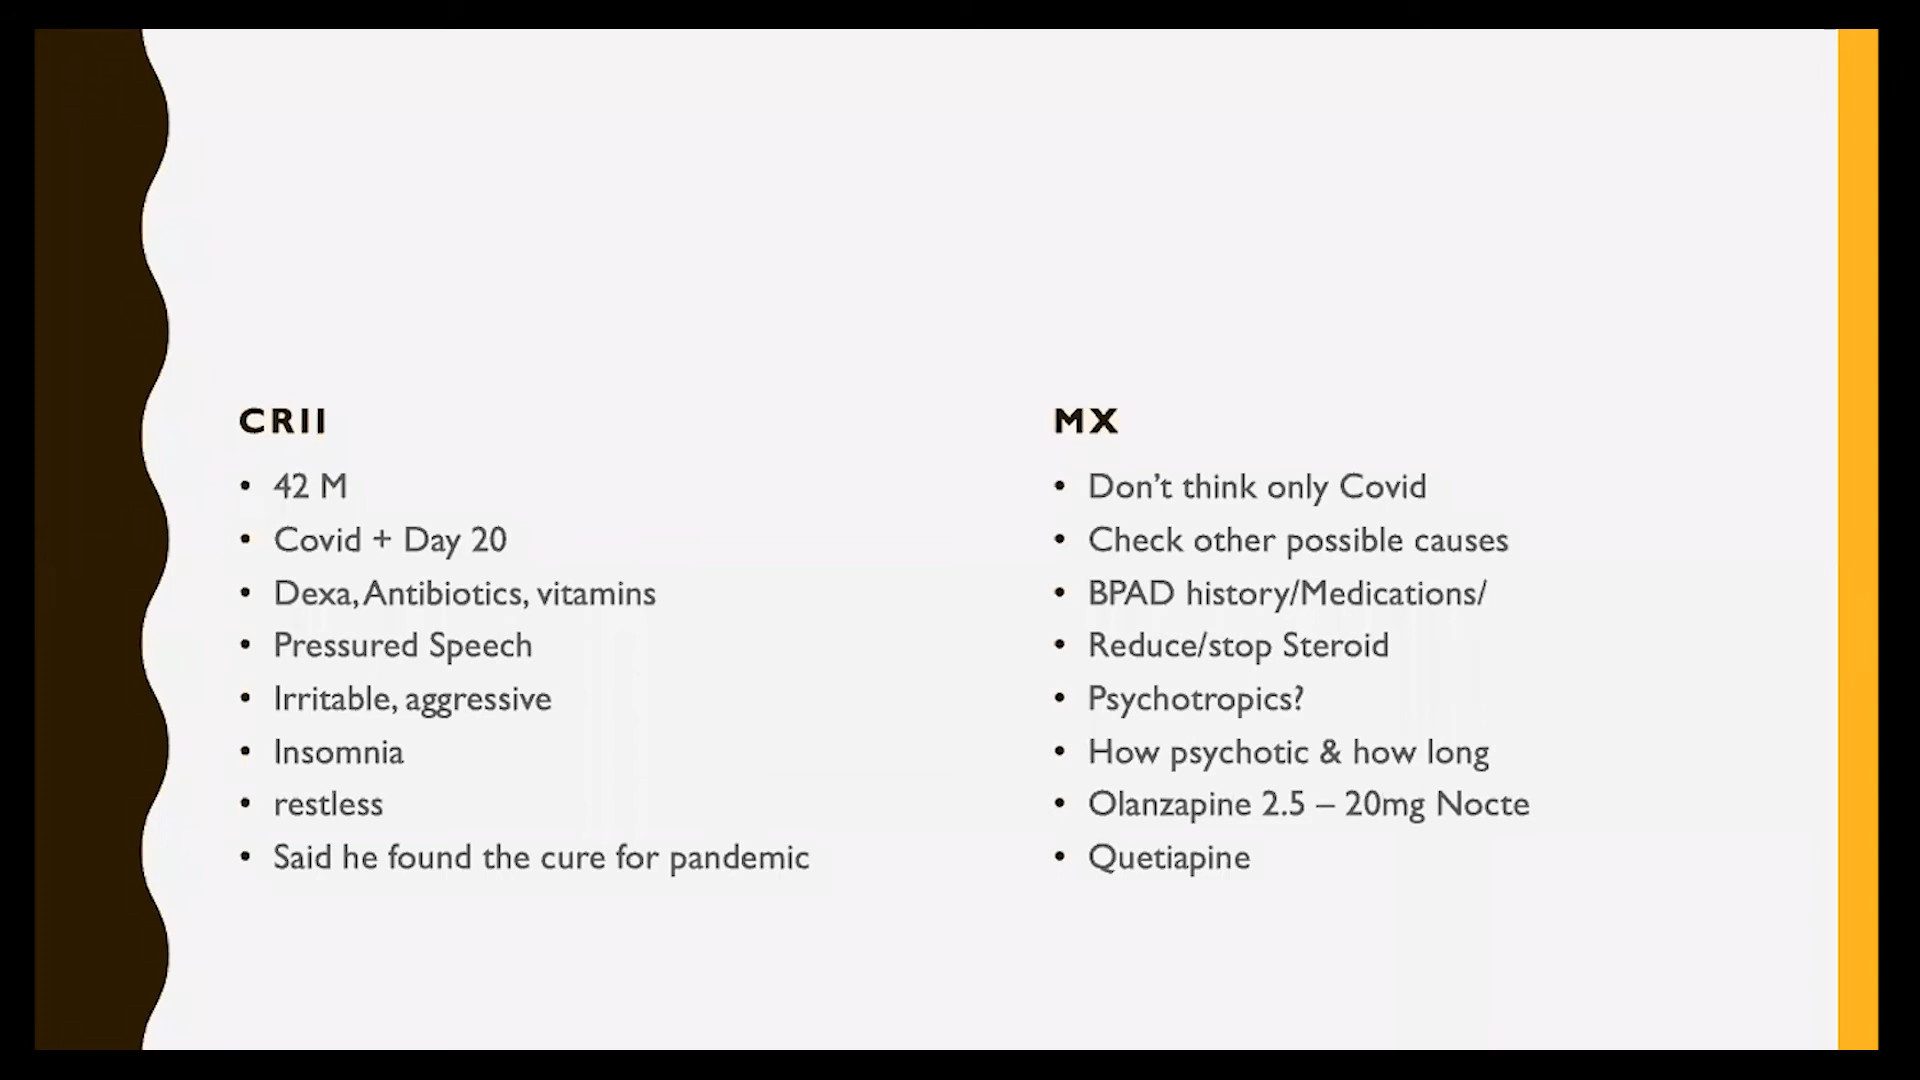 CRII
• 42 M
• Covid + Day 20
• Dexa, Antibiotics, vitamins
• Pressured Speech
• Irritable, aggressive
• Insomnia
• restless
• Said he found the cure for pandemic
MX
• Don’t think only Covid
• Check other possible causes
• BPAD history/Medications/
• Reduce/stop Steroid
• Psychotropics?
• How psychotic & how long
• Olanzapine 2.5 – 20mg Nocte
• Quetiapine